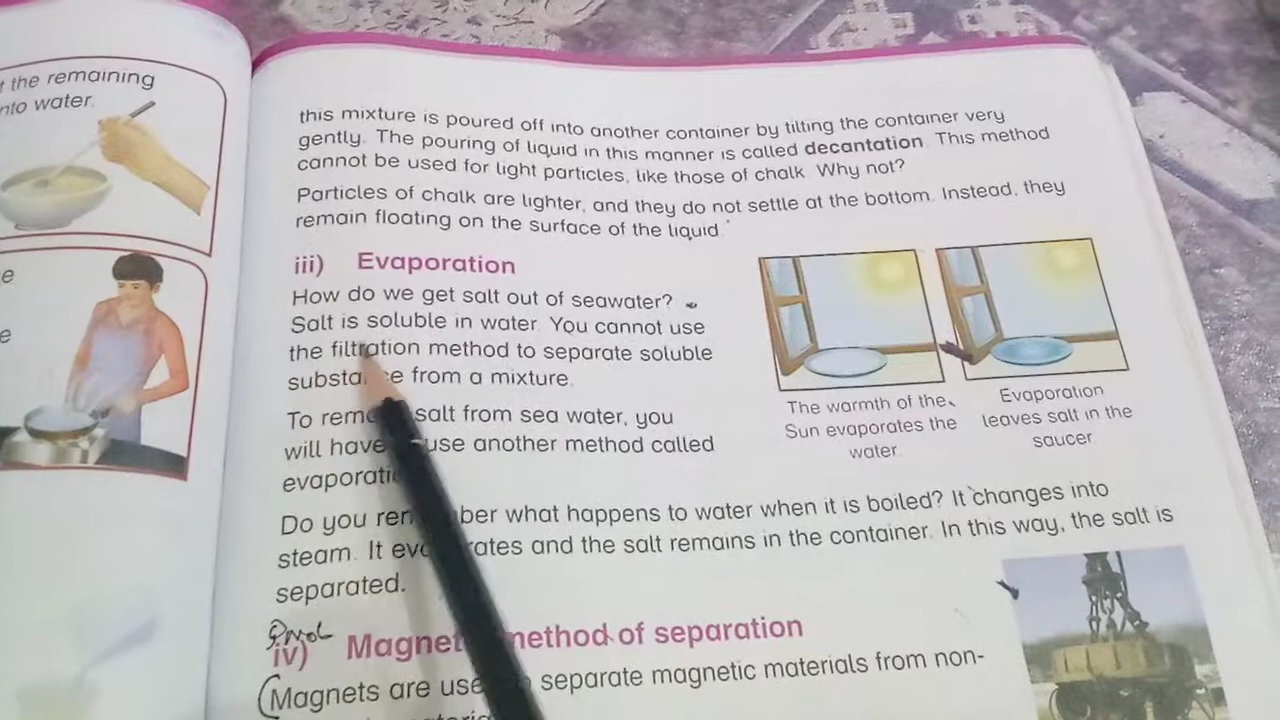 t the remaining
nto water.
e
e
this mixture is poured off into another container by tilting the container very
gently. The pouring of liquid in this manner is called decantation. This method
cannot be used for light particles, like those of chalk. Why not?
Particles of chalk are lighter, and they do not settle at the bottom. Instead, they
remain floating on the surface of the liquid.
iii) Evaporation
How do we get salt out of seawater?
Salt is soluble in water. You cannot use
the filtration method to separate soluble
substa e from a mixture.
To rem salt from sea water, you
will have use another method called
evaporati
The warmth of the
Sun evaporates the
water.
Evaporation
leaves salt in the
saucer.
Do you rem ber what happens to water when it is boiled? It changes into
steam. It ev rates and the salt remains in the container. In this way, the salt is
separated.
iv) Magnet method of separation
Magnets are use separate magnetic materials from non-